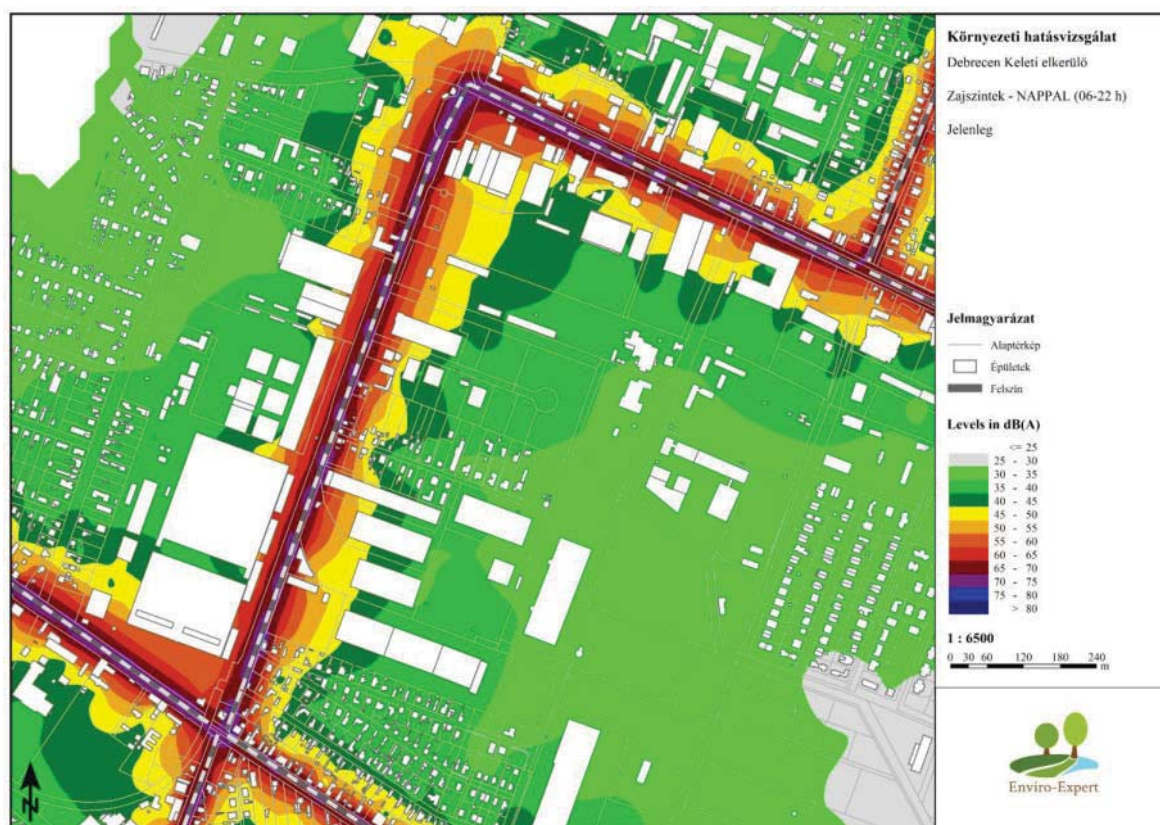 Környezeti hatásvizsgálat
Debrecen Keleti elkerülő
Zajszintek - NAPPAL (06-22 h)
Jelenleg
Jelmagyarázat
Alaptérkép
Épületek
Felszín
Levels in dB(A)
<= 25
25 - 30
30 - 35
35 - 40
40 - 45
45 - 50
50 - 55
55 - 60
60 - 65
65 - 70
70 - 75
75 - 80
> 80
1 : 6500
0 30 60 120 180 240
m
N
Enviro-Expert